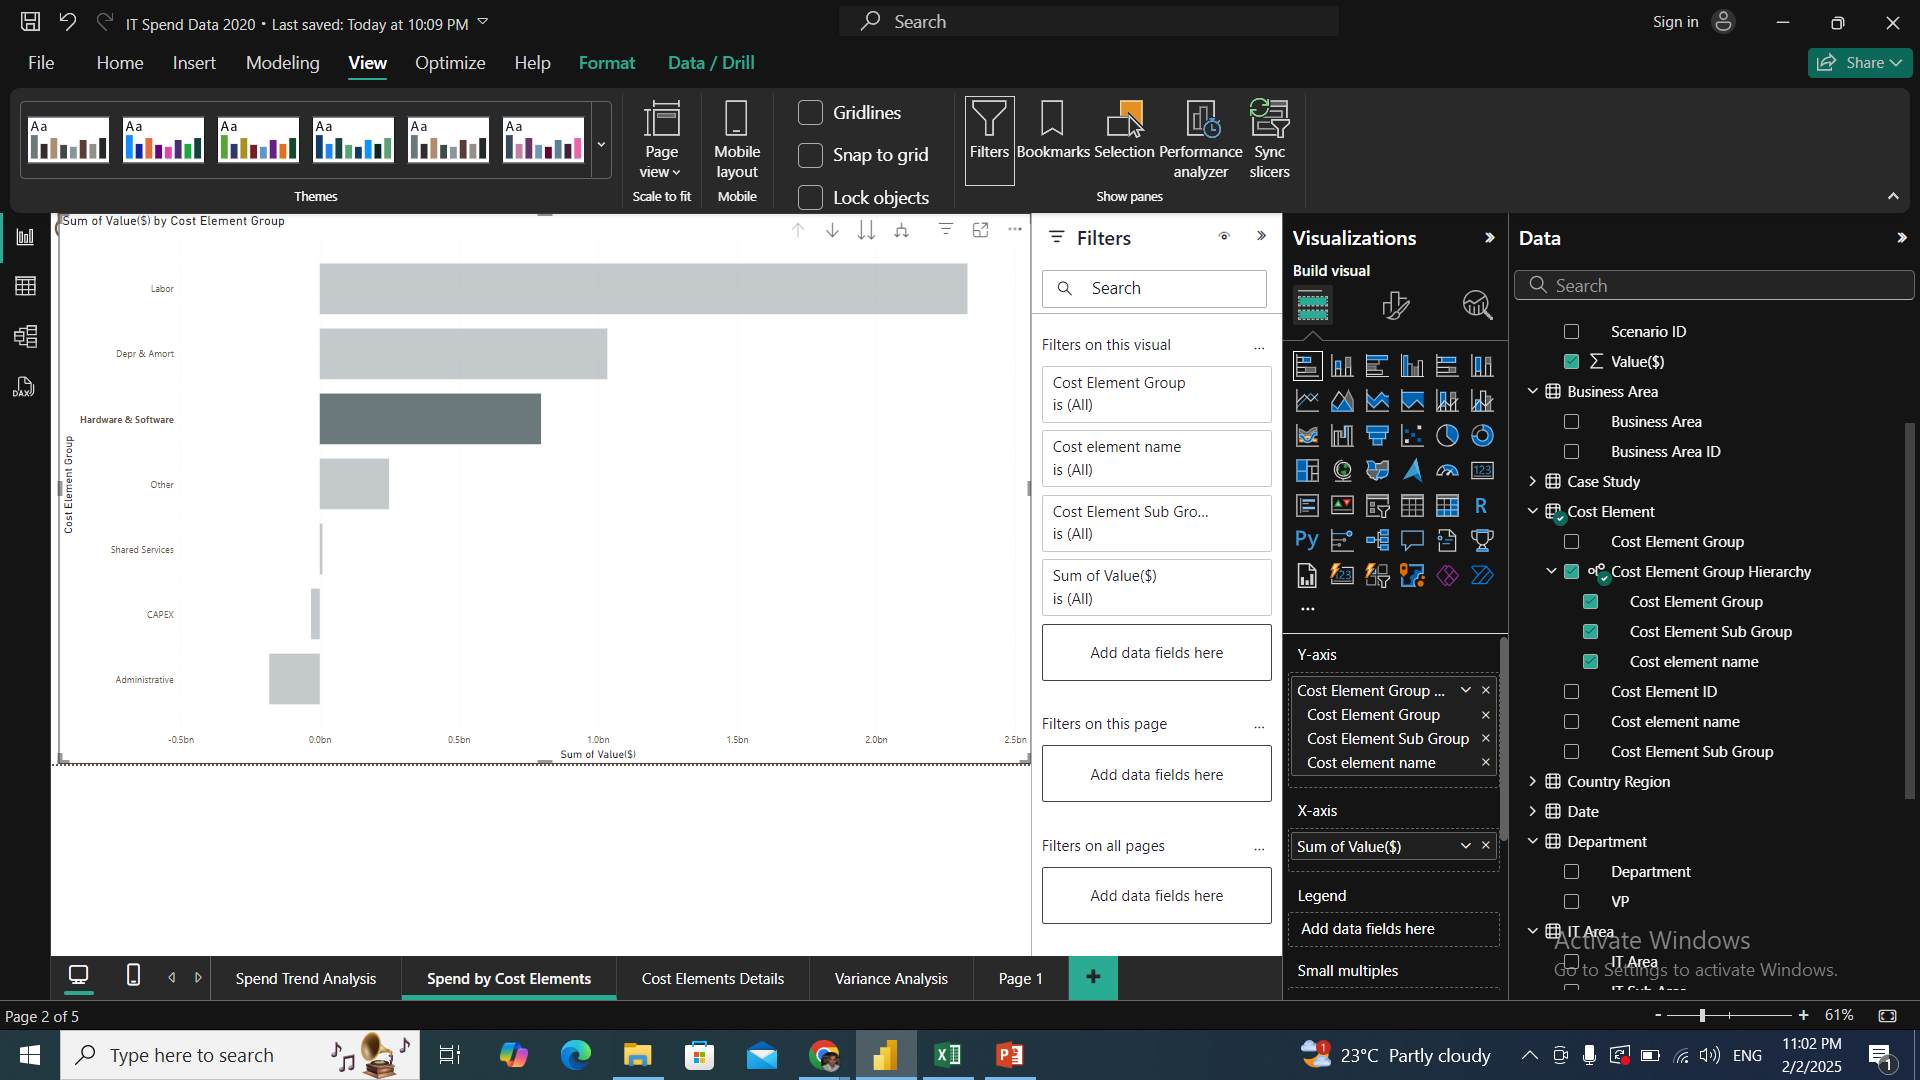 IT Spend Data 2020 • Last saved: Today at 10:09 PM
Search
Sign in
File
Home
Insert
Modeling
View
Optimize
Help
Format
Data / Drill
Share
Aa
Aa
Aa
Aa
Aa
Aa
Themes
Page
view
Scale to fit
Mobile
layout
Mobile
Gridlines
Snap to grid
Lock objects
Filters
Bookmarks
Selection
Performance
analyzer
Sync
slicers
Show panes
Sum of Value($) by Cost Element Group
Labor
Depr & Amort
Hardware & Software
Other
Shared Services
CAPEX
Administrative
Cost Element Group
-0.5bn
0.0bn
0.5bn
1.0bn
1.5bn
2.0bn
2.5bn
Sum of Value($)
Filters
Search
Filters on this visual
...
Cost Element Group
is (All)
Cost element name
is (All)
Cost Element Sub Gro...
is (All)
Sum of Value($)
is (All)
Add data fields here
Filters on this page
...
Add data fields here
Filters on all pages
...
Add data fields here
Visualizations
Build visual
123
R
Py
123
...
Y-axis
Cost Element Group ...
Cost Element Group
Cost Element Sub Group
Cost element name
X-axis
Sum of Value($)
Legend
Add data fields here
Small multiples
Data
Search
Scenario ID
Value($)
Business Area
Business Area
Business Area ID
Case Study
Cost Element
Cost Element Group
Cost Element Group Hierarchy
Cost Element Group
Cost Element Sub Group
Cost element name
Cost Element ID
Cost element name
Cost Element Sub Group
Country Region
Date
Department
Department
VP
IT Area
IT Area
IT Sub Area
Activate Windows
Go to Settings to activate Windows.
DAX
Spend Trend Analysis
Spend by Cost Elements
Cost Elements Details
Variance Analysis
Page 1
+
Page 2 of 5
- + 61%
Type here to search
1
23°C Partly cloudy
ENG
11:02 PM
2/2/2025
1